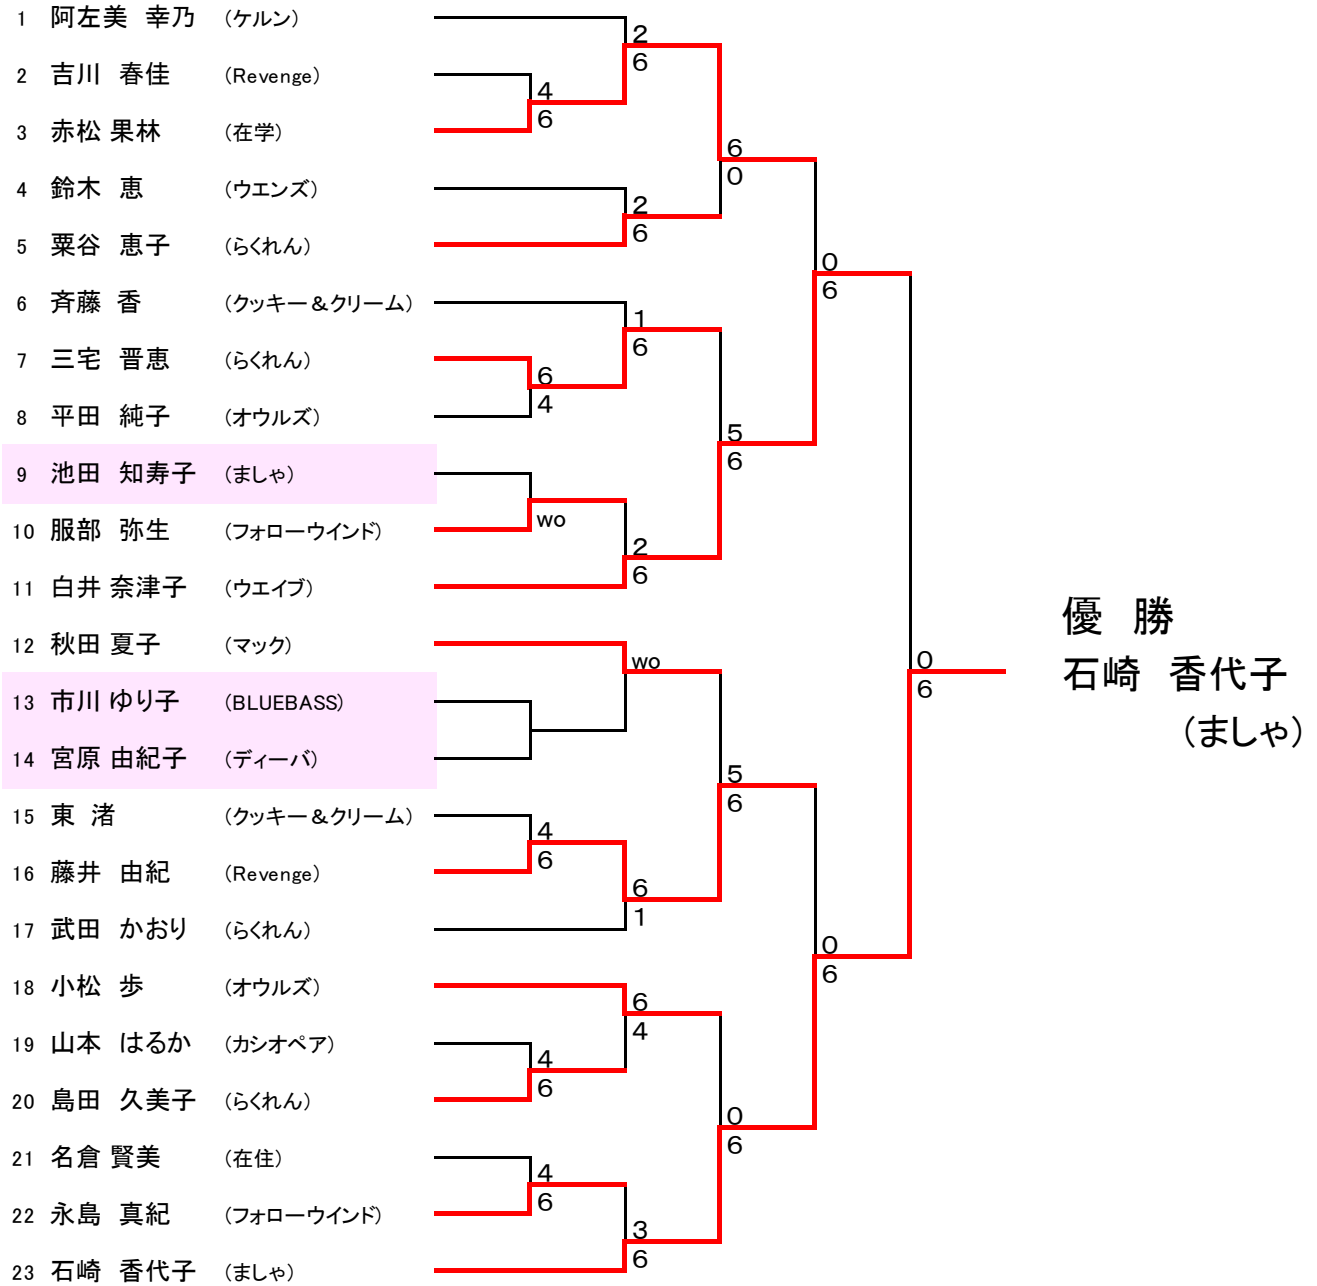 1 阿左美 幸乃 (ケルン)
2 吉川 春佳 (Revenge)
3 赤松 果林 (在学)
4 鈴木 恵 (ウエンズ)
5 粟谷 恵子 (らくれん)
6 斉藤 香 (クッキー&クリーム)
7 三宅 晋恵 (らくれん)
8 平田 純子 (オウルズ)
9 池田 知寿子 (ましゃ)
10 服部 弥生 (フォローウインド)
11 白井 奈津子 (ウエイブ)
12 秋田 夏子 (マック)
13 市川 ゆり子 (BLUEBASS)
14 宮原 由紀子 (ディーバ)
15 東 渚 (クッキー&クリーム)
16 藤井 由紀 (Revenge)
17 武田 かおり (らくれん)
18 小松 歩 (オウルズ)
19 山本 はるか (カシオペア)
20 島田 久美子 (らくれん)
21 名倉 賢美 (在住)
22 永島 真紀 (フォローウインド)
23 石崎 香代子 (ましゃ)
4
6
6
4
wo
4
6
4
6
4
6
2
6
2
6
1
6
2
6
wo
6
1
6
4
3
6
6
0
5
6
5
6
0
6
0
6
0
6
0
6
優 勝
石崎 香代子
(ましゃ)